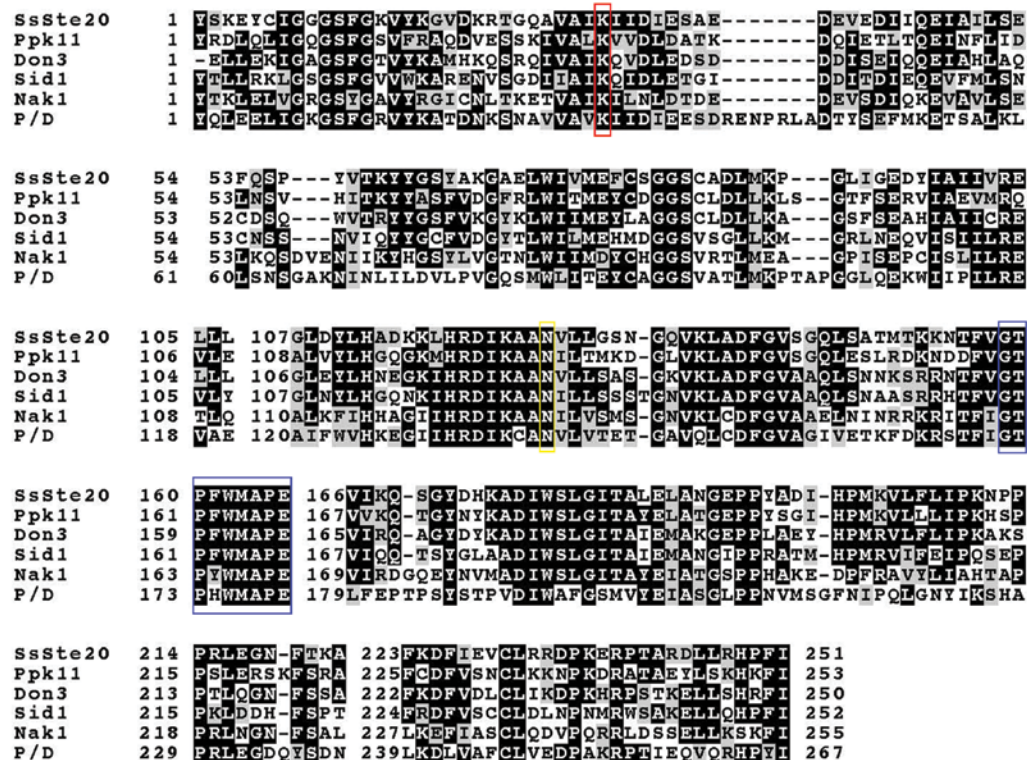 SsSte20 1 YSKEYCIGGGSFGKVYKGVDKRTGQAVAIKIIDIESAE-------DEVEDIIQEIAILSE
Ppk11 1 YRDLQLIGQGSFGSVFRAQDVESSKIVALKVVDLDATK-------DQIETLTQEINFLID
Don3 1 -ELLEKIGAGSFGTVYKAMHKQSRQIVAIKQVDLEDSD-------DDISEIQQEIAHLAQ
Sid1 1 YTLLRKLGSGSFGVVWKARENVSGDIIAIKQIDLETGI-------DDITDIEQEVFMLSN
Nak1 1 YTKLELVGRGSYGAVYRGICNLTKETVAIKILNLDTDE-------DEVSDIQKEVAVLSE
P/D 1 YQLEELIGKGSFGRVYKATDNKSNAVVAVKIIDIEESDRENPRLADTYSEFMKETSALKL
SsSte20 54 53FQSP---YVTKYYGSYAKGAELWIVMEFCSGGSCADLMKP---GLIGEDYIAIIVRE
Ppk11 54 53LNSV---HITKYYASFVDGFRLWITMEYCDGGSCLDLLKLS--GTFSERVIAEVMRQ
Don3 53 52CDSQ---WVTRYYGSFVKGYKLWIIMEYLAGGSCLDLLKA---GSFSEAHIAIICRE
Sid1 54 53CNSS---NVIQYYGCFVDGYTLWILMEHMDGGSVSGLLKM---GRLNEQVISIILRE
Nak1 54 53LKQSDVENIIKYHGSYLVGTNLWIIMDYCHGGSVRTLMEA---GPISEPCISLILRE
P/D 61 60LSNSGAKNINLILDVLPVGQSMWLITEYCAGGSVATLMKPTAPGGLQEKWIIPILRE
SsSte20 105 LLL 107GLDYLHADKKLHRDIKAANVLLGSN-GQVKLADFGVSGQLSATMTKKNTFVGT
Ppk11 106 VLE 108ALVYLHGQGKMHRDIKAANILTMKD-GLVKLADFGVSGQLESLRDKNDDFVGT
Don3 104 LLL 106GLEYLHNEGKIHRDIKAANVLLSAS-GKVKLADFGVAAQLSNNKSRRNTFVGT
Sid1 105 VLY 107GLNYLHGQNKIHRDIKAANILLSSSTGNVKLADFGVAAQLSNAASRRHTFVGT
Nak1 108 TLQ 110ALKFIHHAGIIHRDIKAANILVSMS-GNVKLCDFGVAAELNINRNKRITFIGT
P/D 118 VAE 120AIFWVHKEGIIHRDIKCANVLVTET-GAVQLCDFGVAGIVETKFDKRSTFIGT
SsSte20 160 PFWMAPE 166VIKQ-SGYDHKADIWSLGITALELANGEPPYADI-HPMKVLFLIPKNPP
Ppk11 161 PFWMAPE 167VVKQ-TGYNYKADIWSLGITAYELATGEPPYSGI-HPMKVLLLIPKHSP
Don3 159 PFWMAPE 165VIRQ-AGYDYKADIWSLGITAIEMAKGEPPLAEY-HPMRVLFLIPKAKS
Sid1 161 PFWMAPE 167VIQQ-TSYGLAADIWSLGITAIEMANGIPPRATM-HPMRVIFEIPQSEP
Nak1 163 PYWMAPE 169VIRDGQEYNVMADIWSLGITAYEIATGSPPHAKE-DPFRAVYLIAHTAP
P/D 173 PHWMAPE 179LFEPTPSYSTPVDIWAFGSMVYEIASGLPPNVMSGFNIPQLGNYIKSHA
SsSte20 214 PRLEGN-FTKA 223FKDFIEVCLRRDPKERPTARDLLRHPFI 251
Ppk11 215 PSLERSKFSRA 225FCDFVSNCLKKNPKDRATAEYLSKHKFI 253
Don3 213 PTLQGN-FSSA 222FKDFVDLCLIKDPKHRPSTKELLSHRFI 250
Sid1 215 PKLDDH-FSPT 224FRDFVSCCLDLNPNMRWSAKELLQHPFI 252
Nak1 218 PRLNGN-FSAL 227LKEFIASCLQDVPQRRLDSSELLKSKFI 255
P/D 229 PRLEGDQYSDN 239LKDLVAFCLVEDPAKRPTIEQVQRHPYI 267